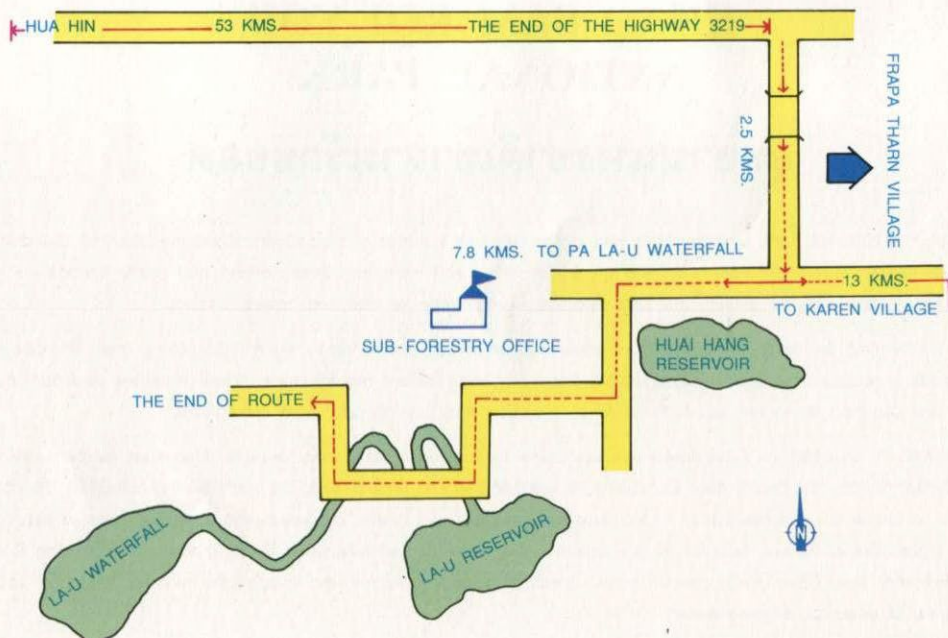 HUA HIN
53 KMS.
THE END OF THE HIGHWAY 3219
2.5 KMS.
FRAPA THARN VILLAGE
7.8 KMS. TO PA LA-U WATERFALL
13 KMS.
TO KAREN VILLAGE
SUB-FORESTRY OFFICE
HUAI HANG
RESERVOIR
THE END OF ROUTE
LA-U WATERFALL
LA-U RESERVOIR
N